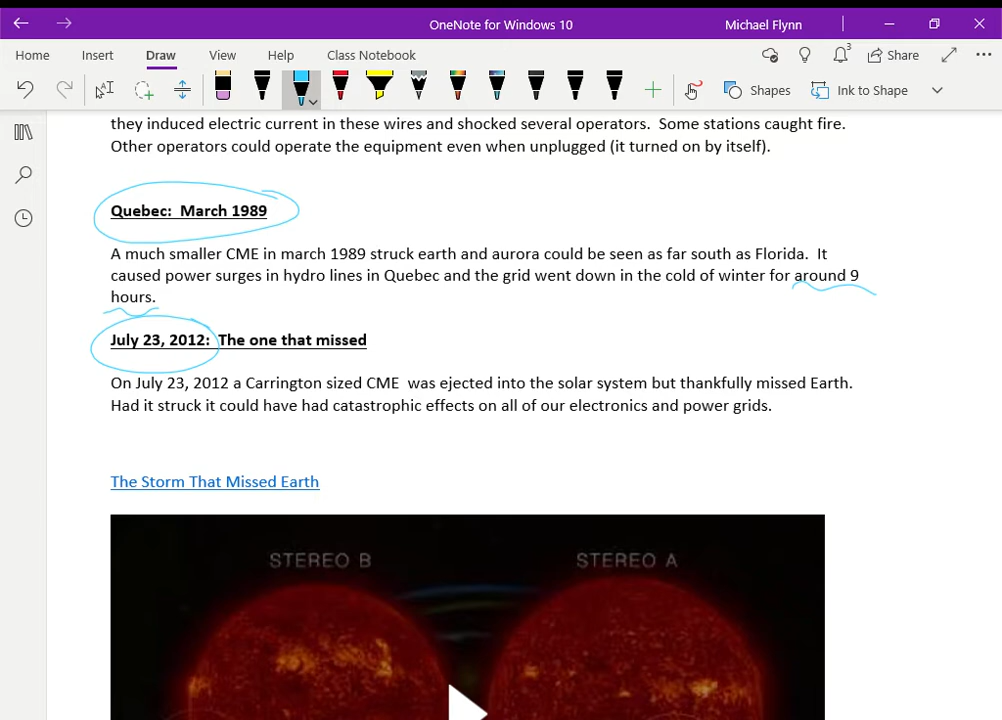 OneNote for Windows 10
Michael Flynn
Home Insert Draw View Help Class Notebook
3
Share
Shapes
Ink to Shape
they induced electric current in these wires and shocked several operators.  Some stations caught fire.
Other operators could operate the equipment even when unplugged (it turned on by itself).
Quebec:  March 1989
A much smaller CME in march 1989 struck earth and aurora could be seen as far south as Florida.  It
caused power surges in hydro lines in Quebec and the grid went down in the cold of winter for around 9
hours.
July 23, 2012:  The one that missed
On July 23, 2012 a Carrington sized CME  was ejected into the solar system but thankfully missed Earth.
Had it struck it could have had catastrophic effects on all of our electronics and power grids.
The Storm That Missed Earth
STEREO B STEREO A